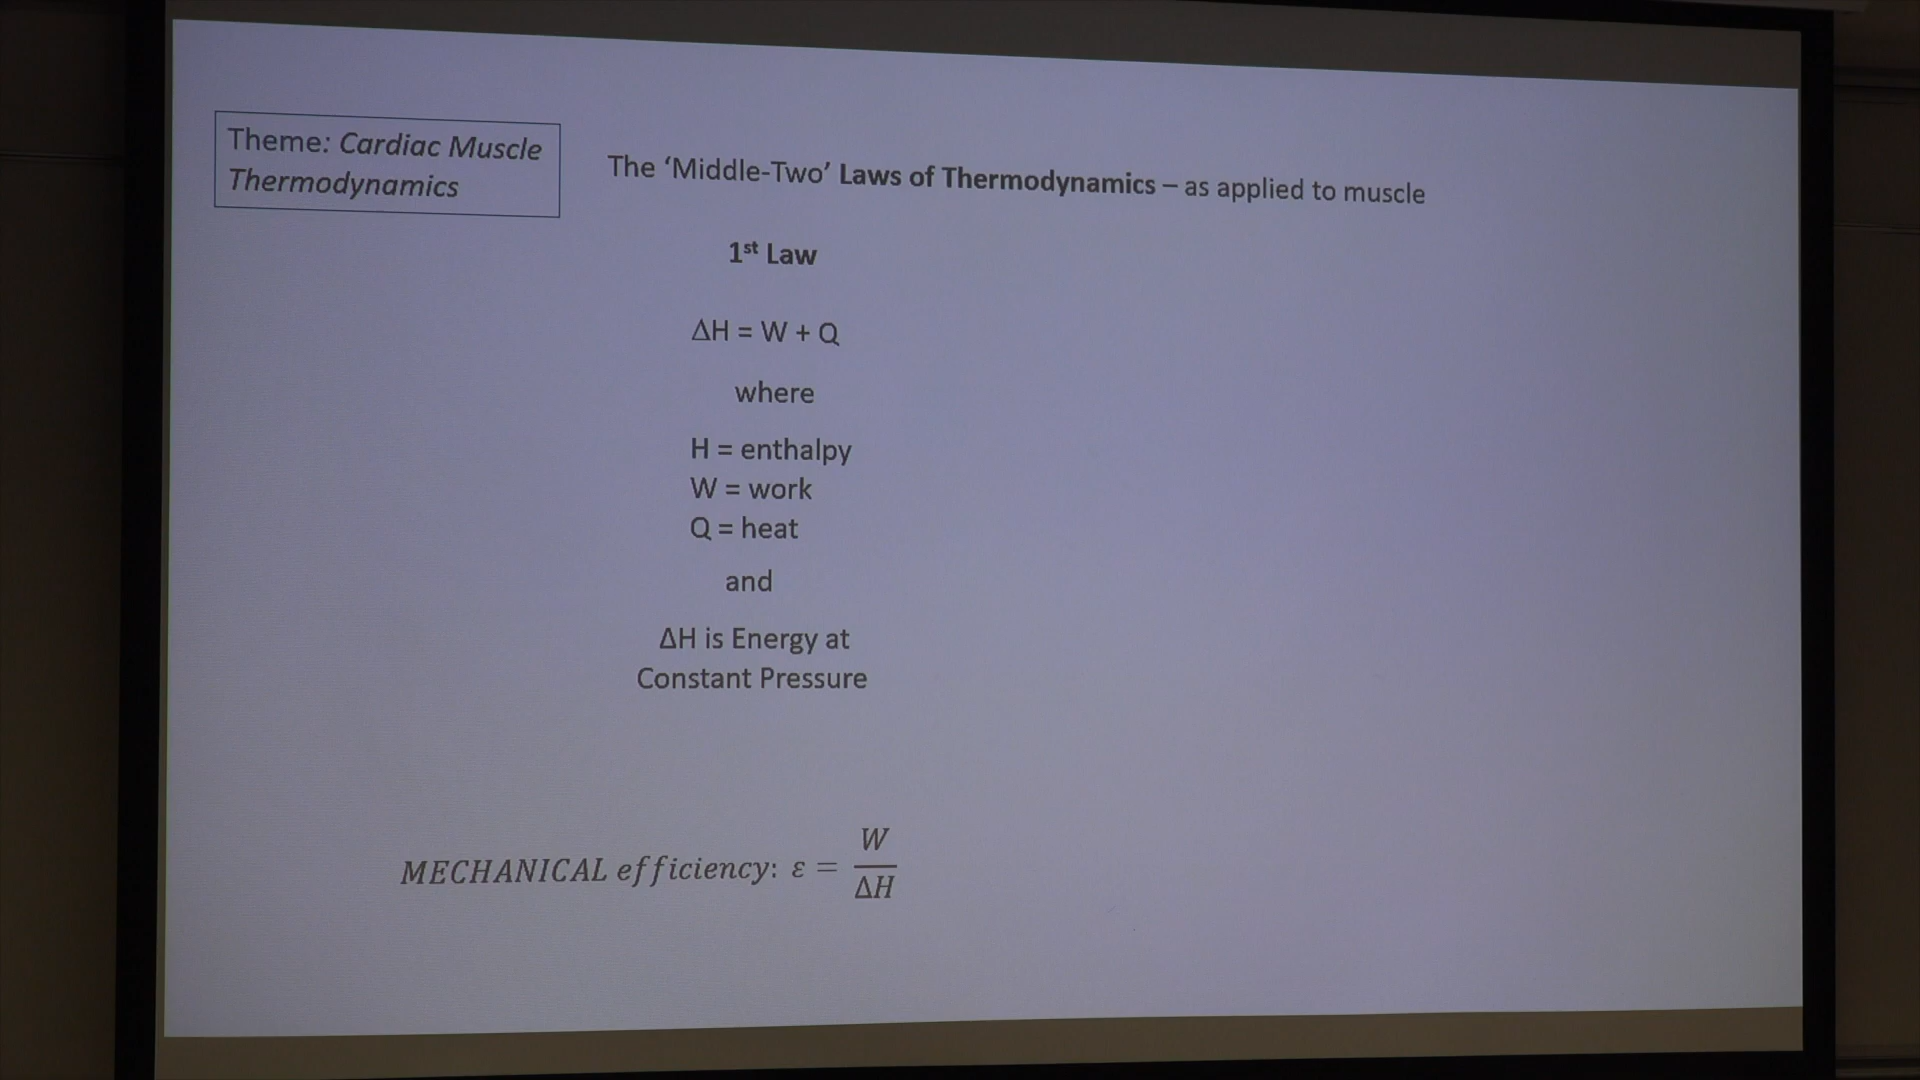 Theme: Cardiac Muscle
Thermodynamics
The ‘Middle-Two’ Laws of Thermodynamics – as applied to muscle
1st Law
ΔH = W + Q
where
H = enthalpy
W = work
Q = heat
and
ΔH is Energy at
Constant Pressure
MECHANICAL efficiency: ε = W/ΔH